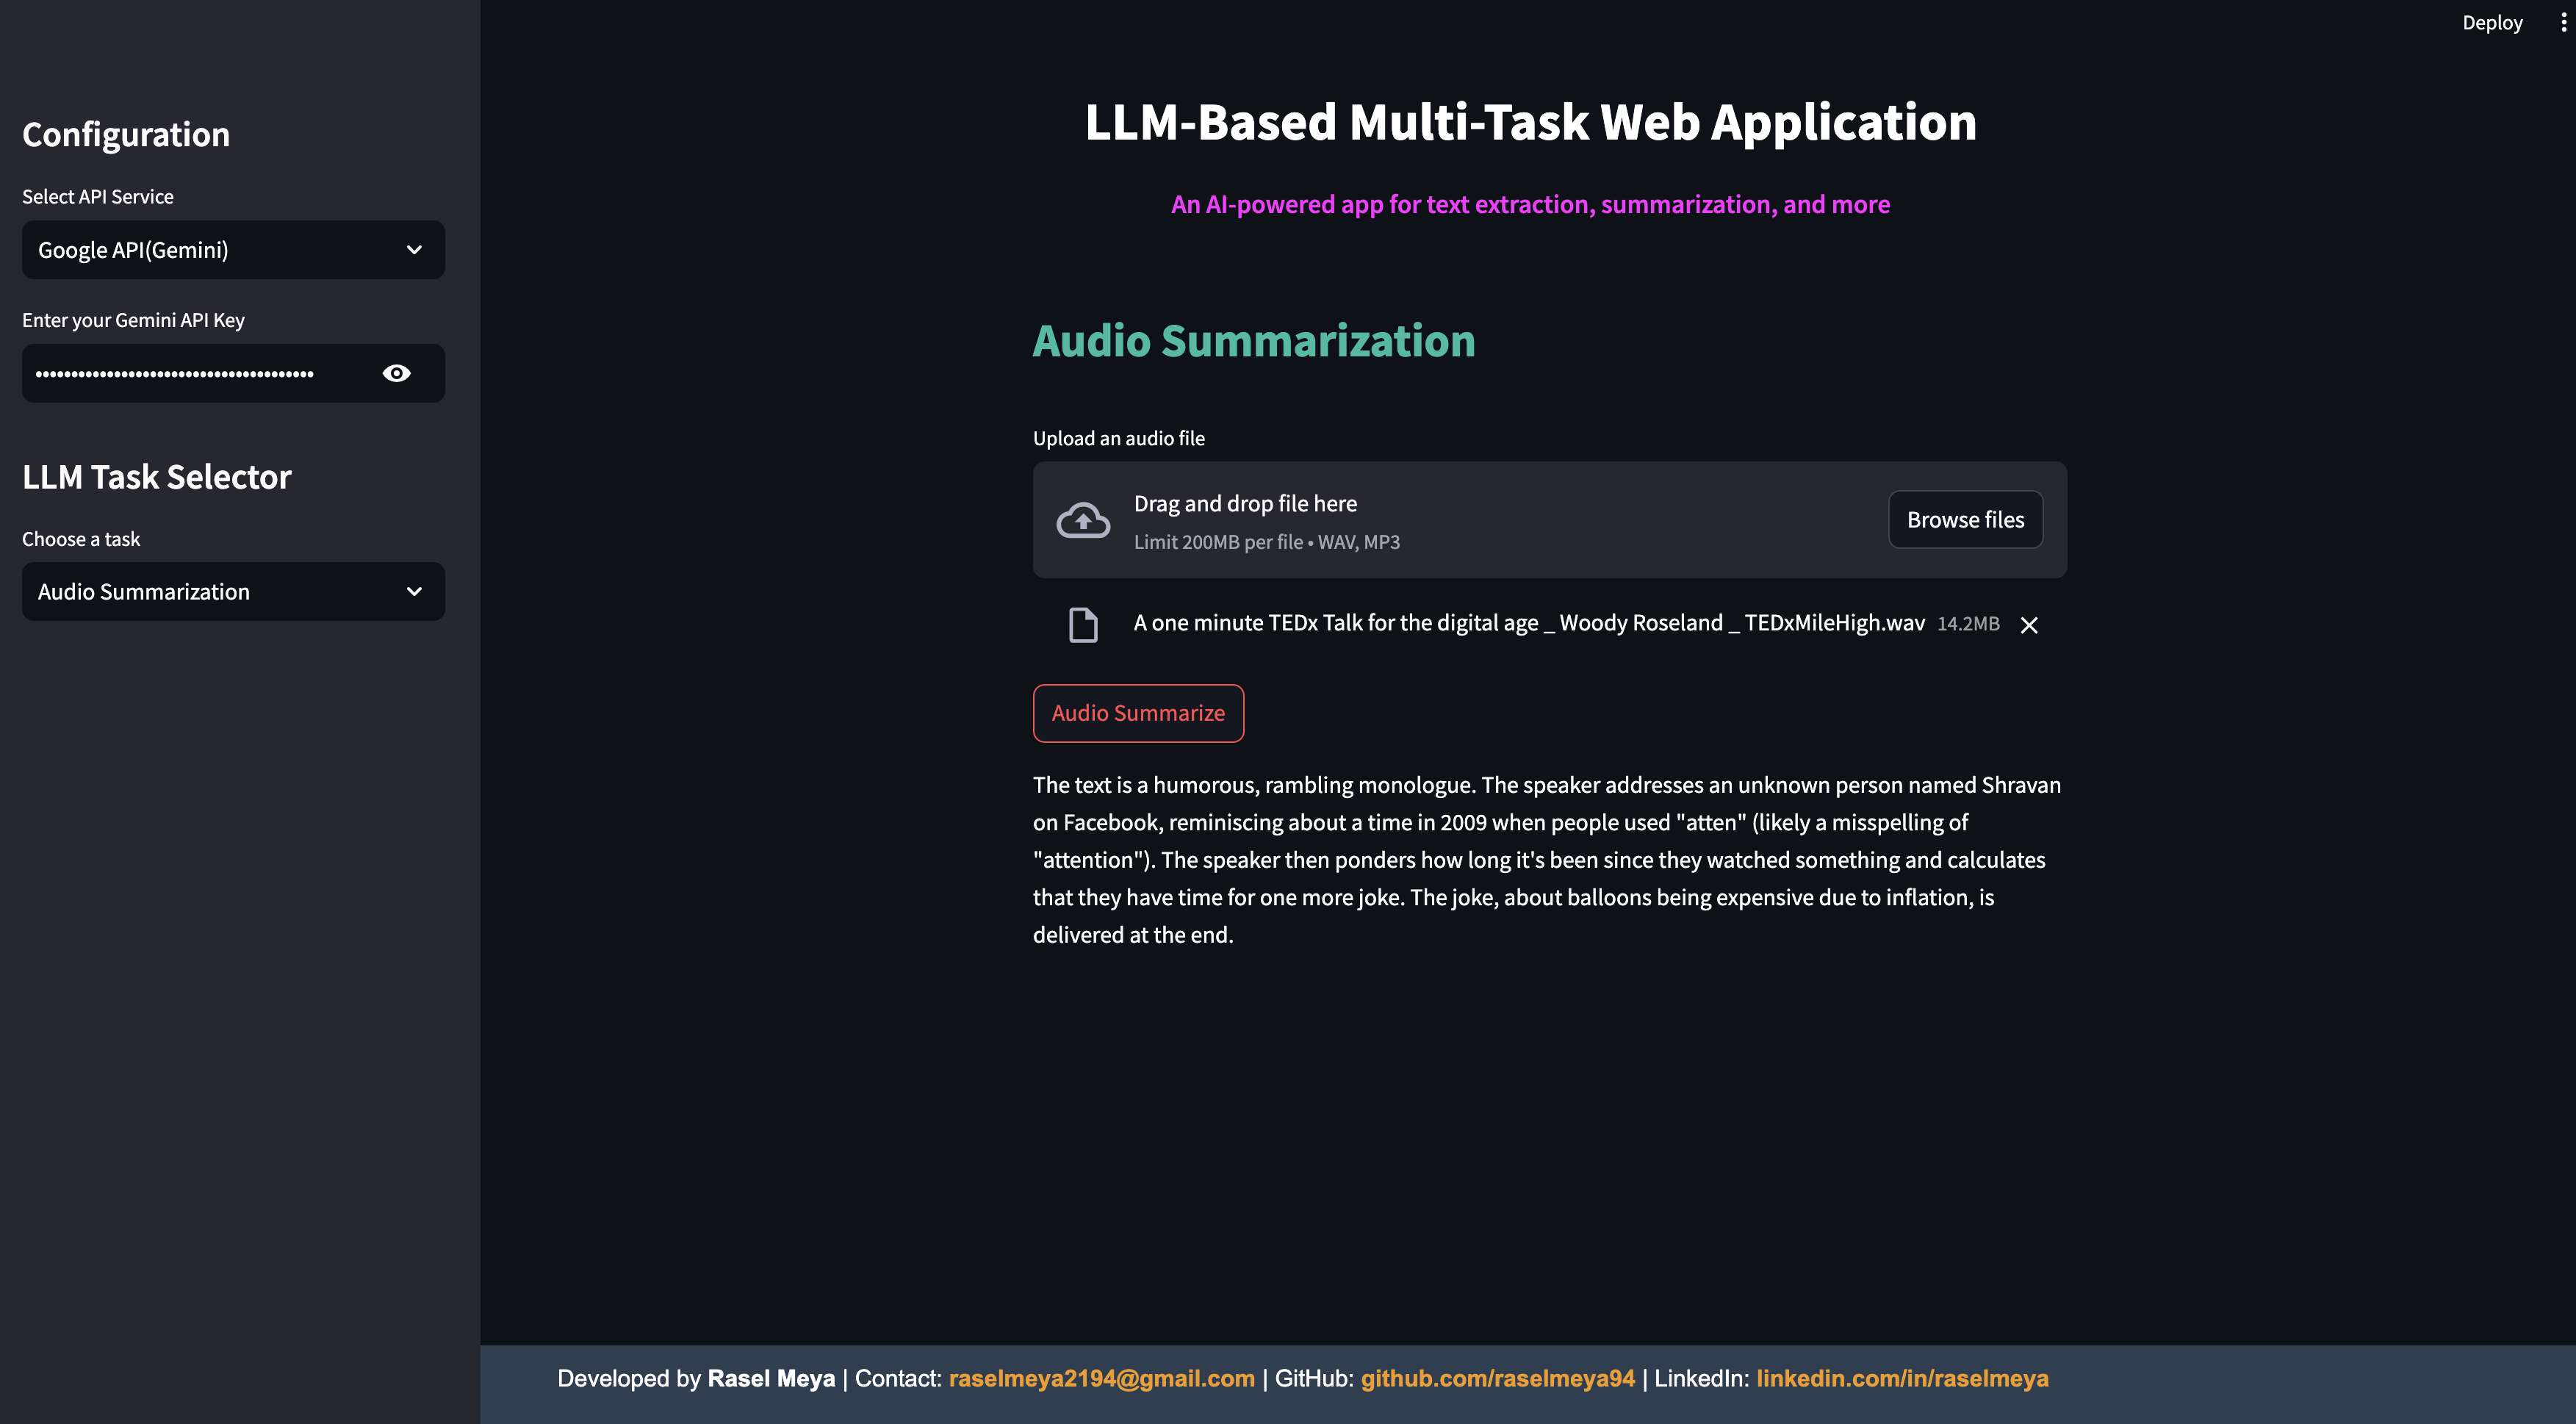 Deploy
Configuration
Select API Service
Google API(Gemini)
Enter your Gemini API Key
LLM Task Selector
Choose a task
Audio Summarization
LLM-Based Multi-Task Web Application
An AI-powered app for text extraction, summarization, and more
Audio Summarization
Upload an audio file
Drag and drop file here
Limit 200MB per file • WAV, MP3
Browse files
A one minute TEDx Talk for the digital age _ Woody Roseland _ TEDxMileHigh.wav 14.2MB
Audio Summarize
The text is a humorous, rambling monologue. The speaker addresses an unknown person named Shravan
on Facebook, reminiscing about a time in 2009 when people used "atten" (likely a misspelling of
"attention"). The speaker then ponders how long it's been since they watched something and calculates
that they have time for one more joke. The joke, about balloons being expensive due to inflation, is
delivered at the end.
Developed by Rasel Meya | Contact: raselmeya2194@gmail.com | GitHub: github.com/raselmeya94 | LinkedIn: linkedin.com/in/raselmeya